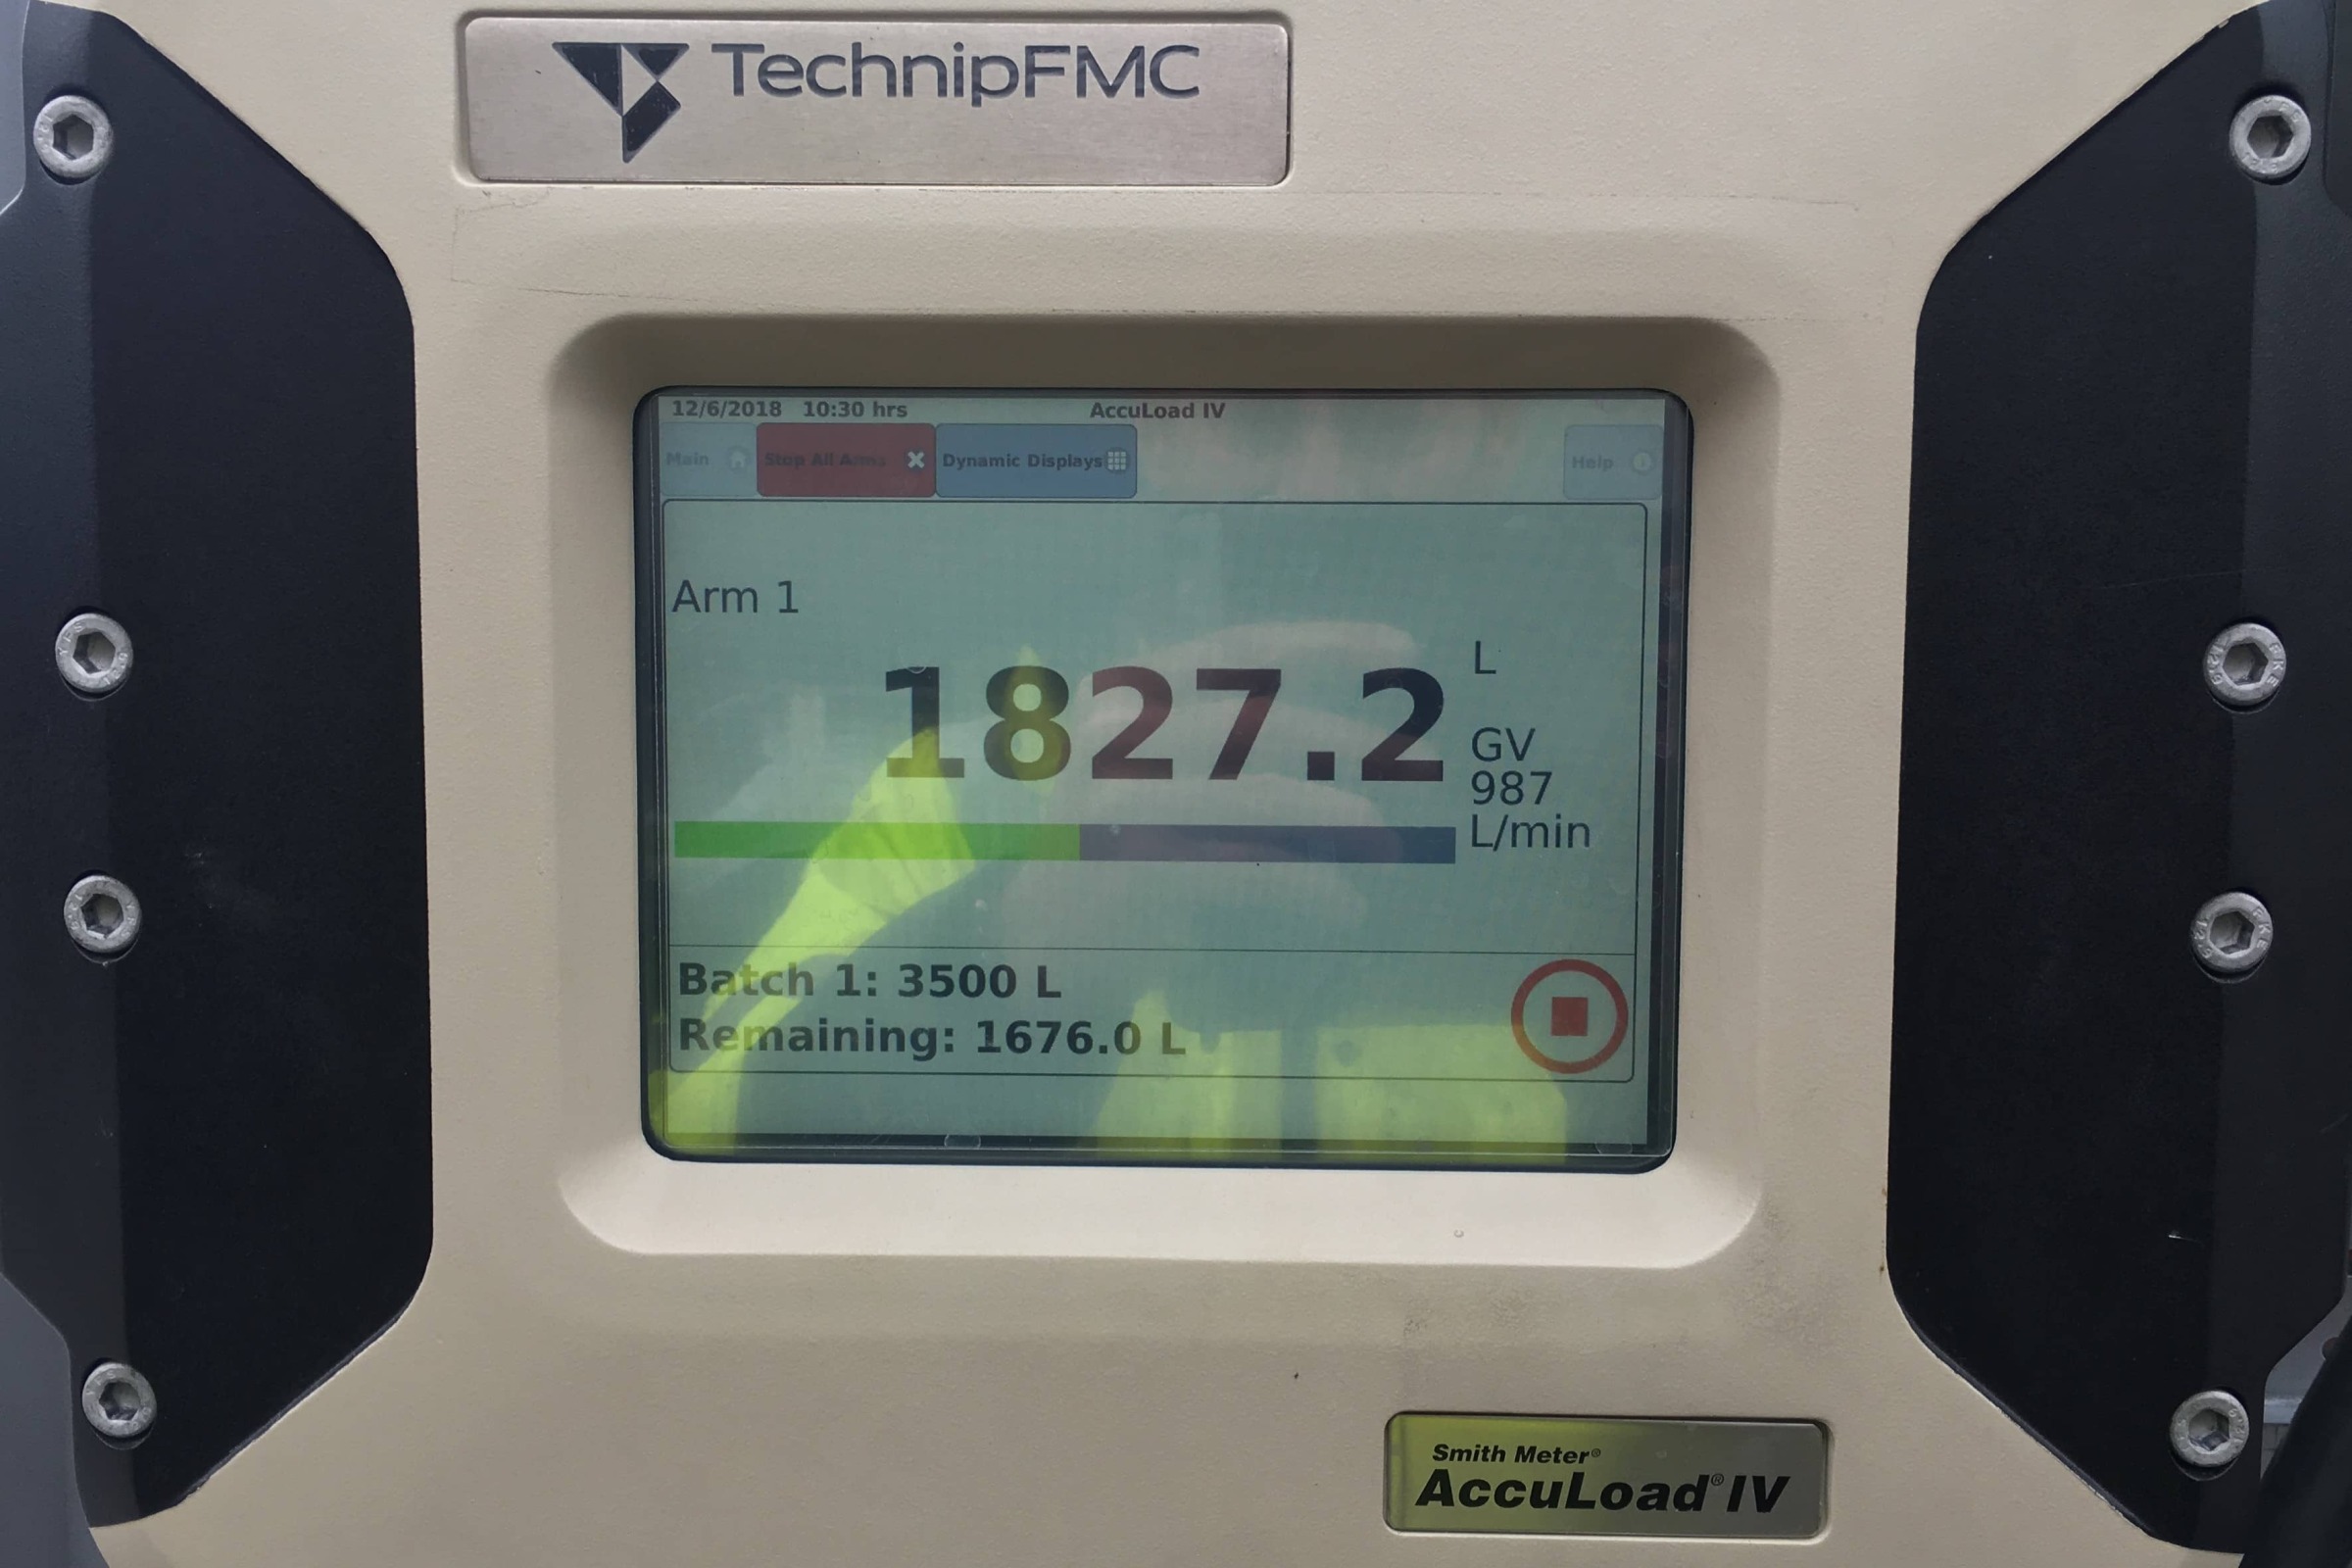 TechnipFMC
12/6/2018 10:30 hrs AccuLoad IV
Main Stop All Arms Dynamic Displays Help
Arm 1
1827.2 L
GV
987
L/min
Batch 1: 3500 L
Remaining: 1676.0 L
Smith Meter®
AccuLoad® IV